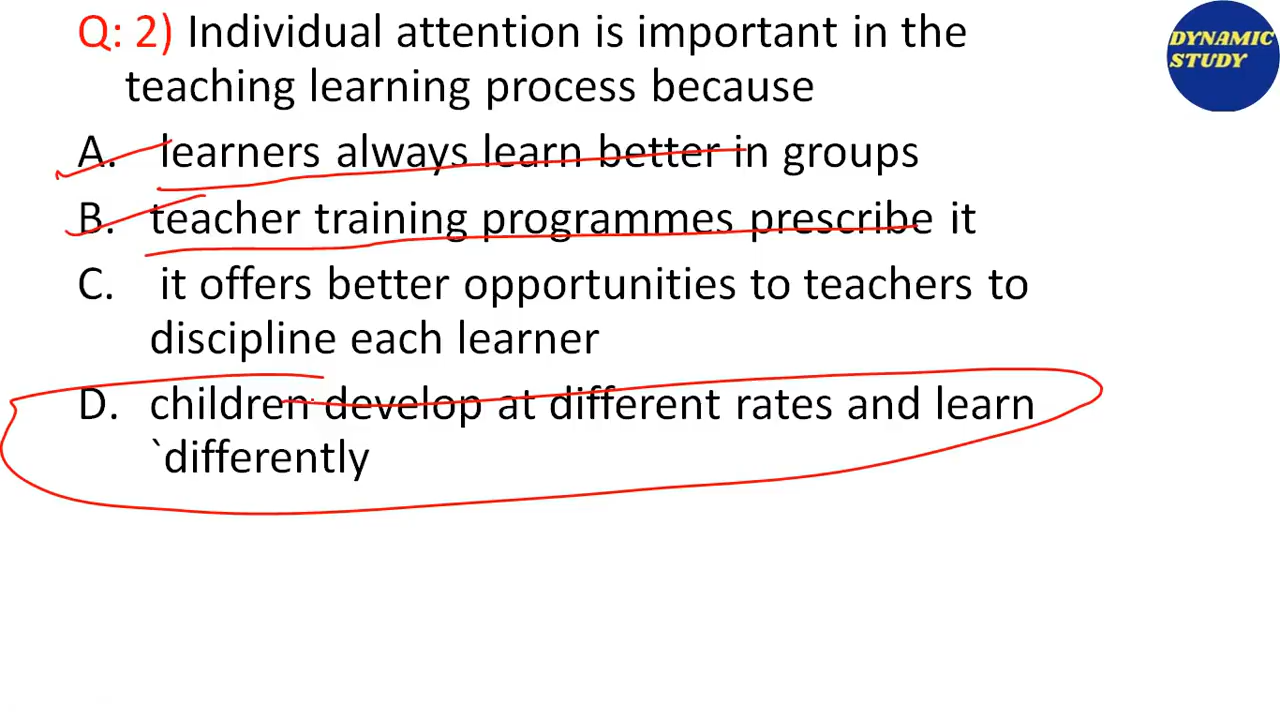 Q: 2) Individual attention is important in the
teaching learning process because
A. learners always learn better in groups
B. teacher training programmes prescribe it
C. it offers better opportunities to teachers to
discipline each learner
D. children develop at different rates and learn
`differently
DYNAMIC
STUDY